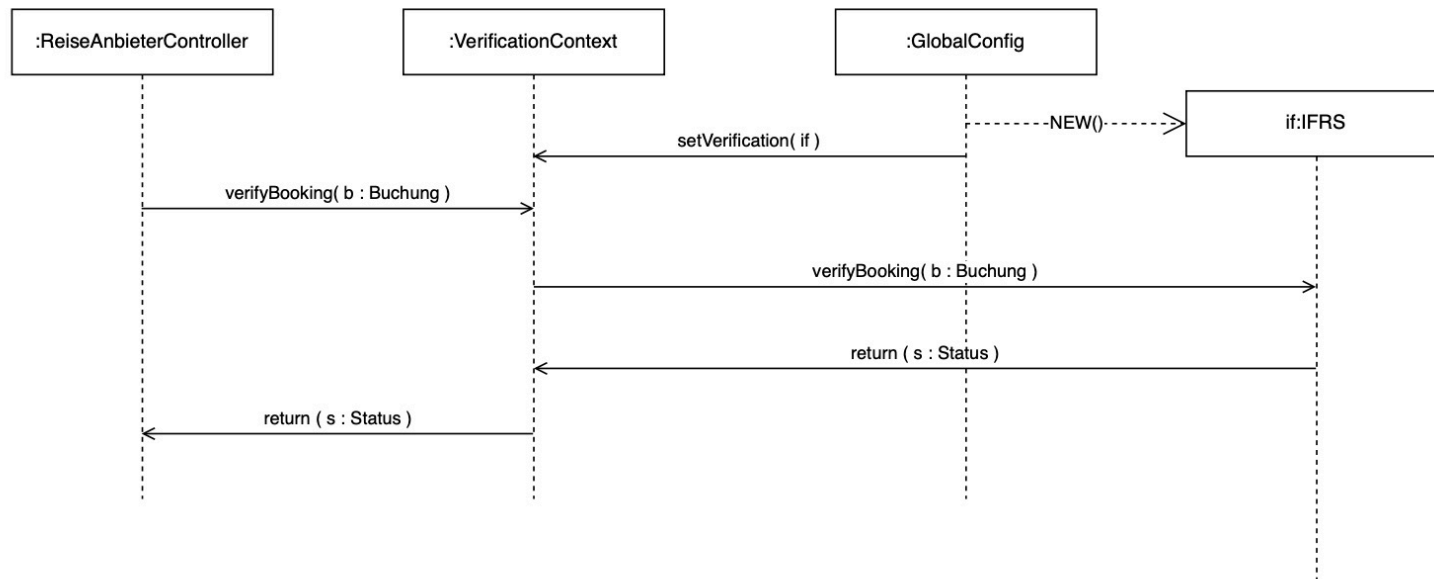 :ReiseAnbieterController
:VerificationContext
:GlobalConfig
NEW()
if:IFRS
setVerification( if )
verifyBooking( b : Buchung )
verifyBooking( b : Buchung )
return ( s : Status )
return ( s : Status )